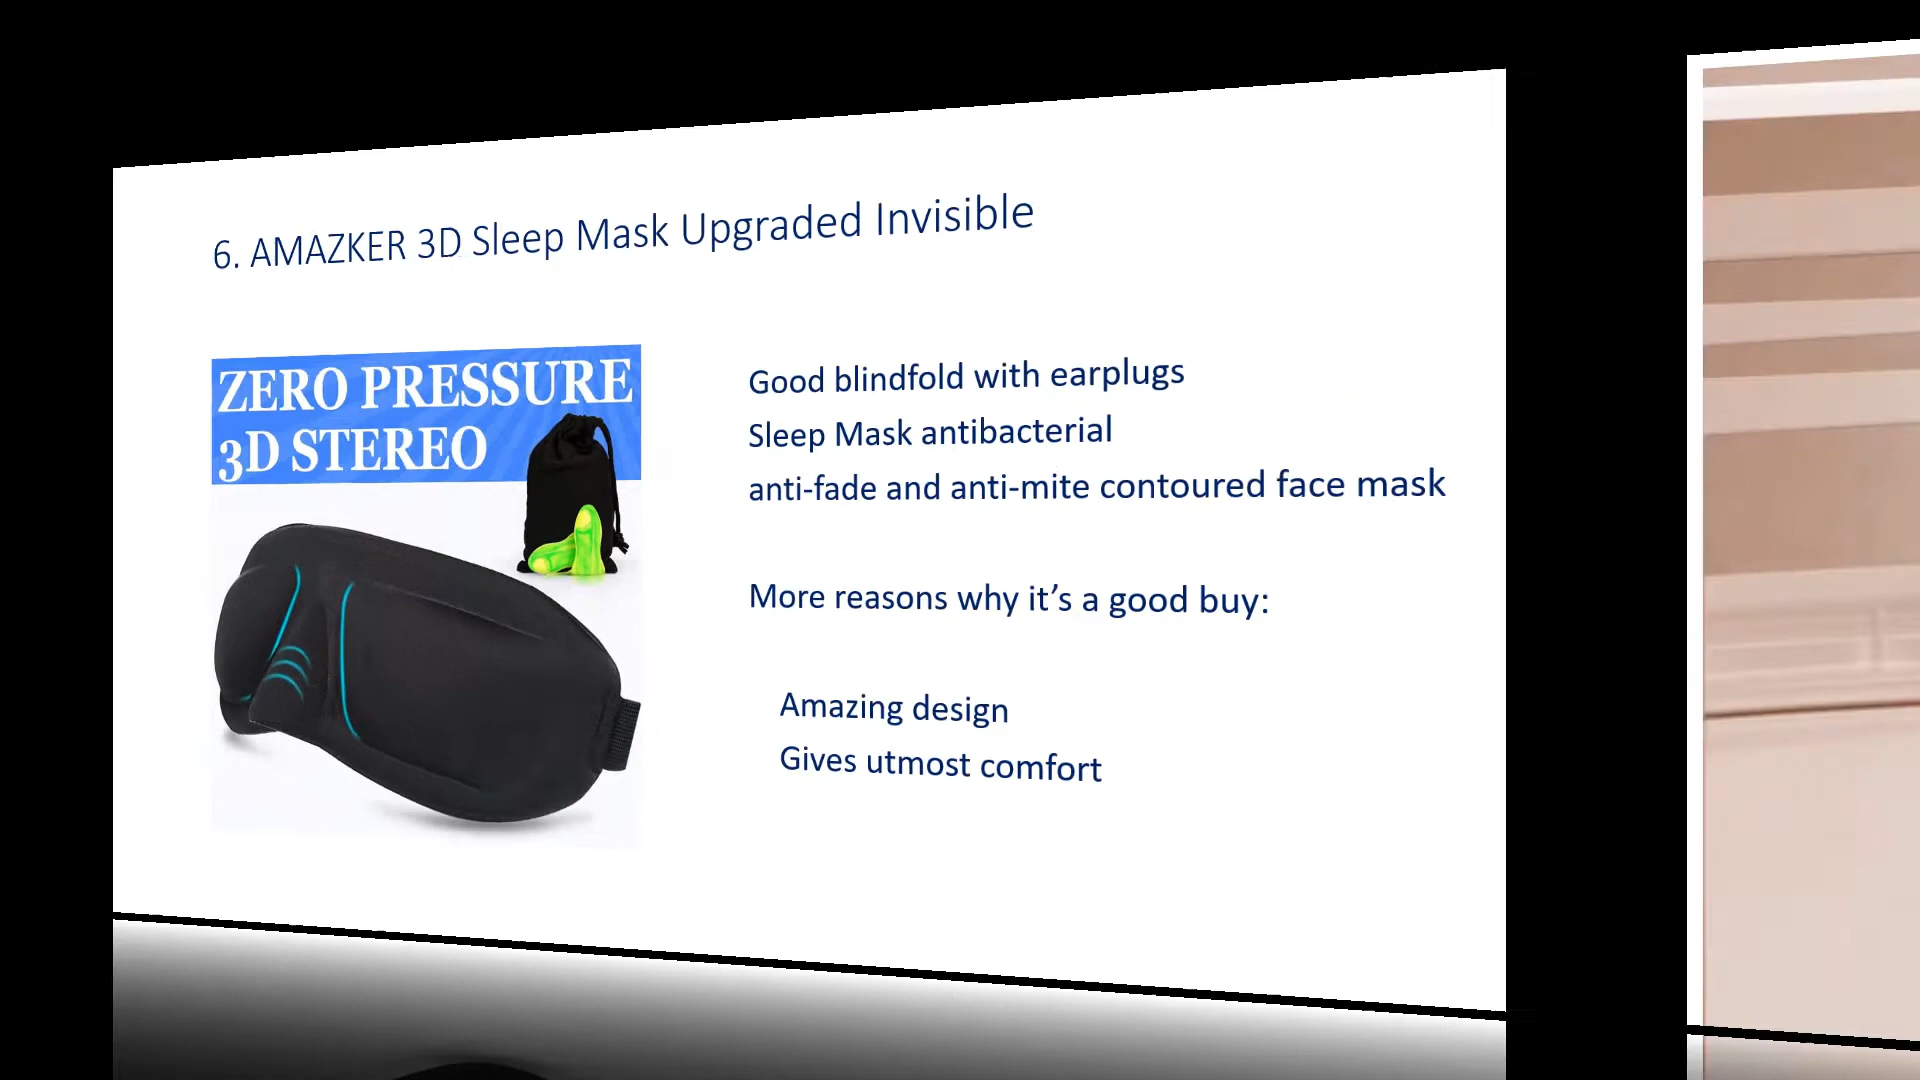 6. AMAZKER 3D Sleep Mask Upgraded Invisible
ZERO PRESSURE
3D STEREO
Good blindfold with earplugs
Sleep Mask antibacterial
anti-fade and anti-mite contoured face mask
More reasons why it’s a good buy:
Amazing design
Gives utmost comfort